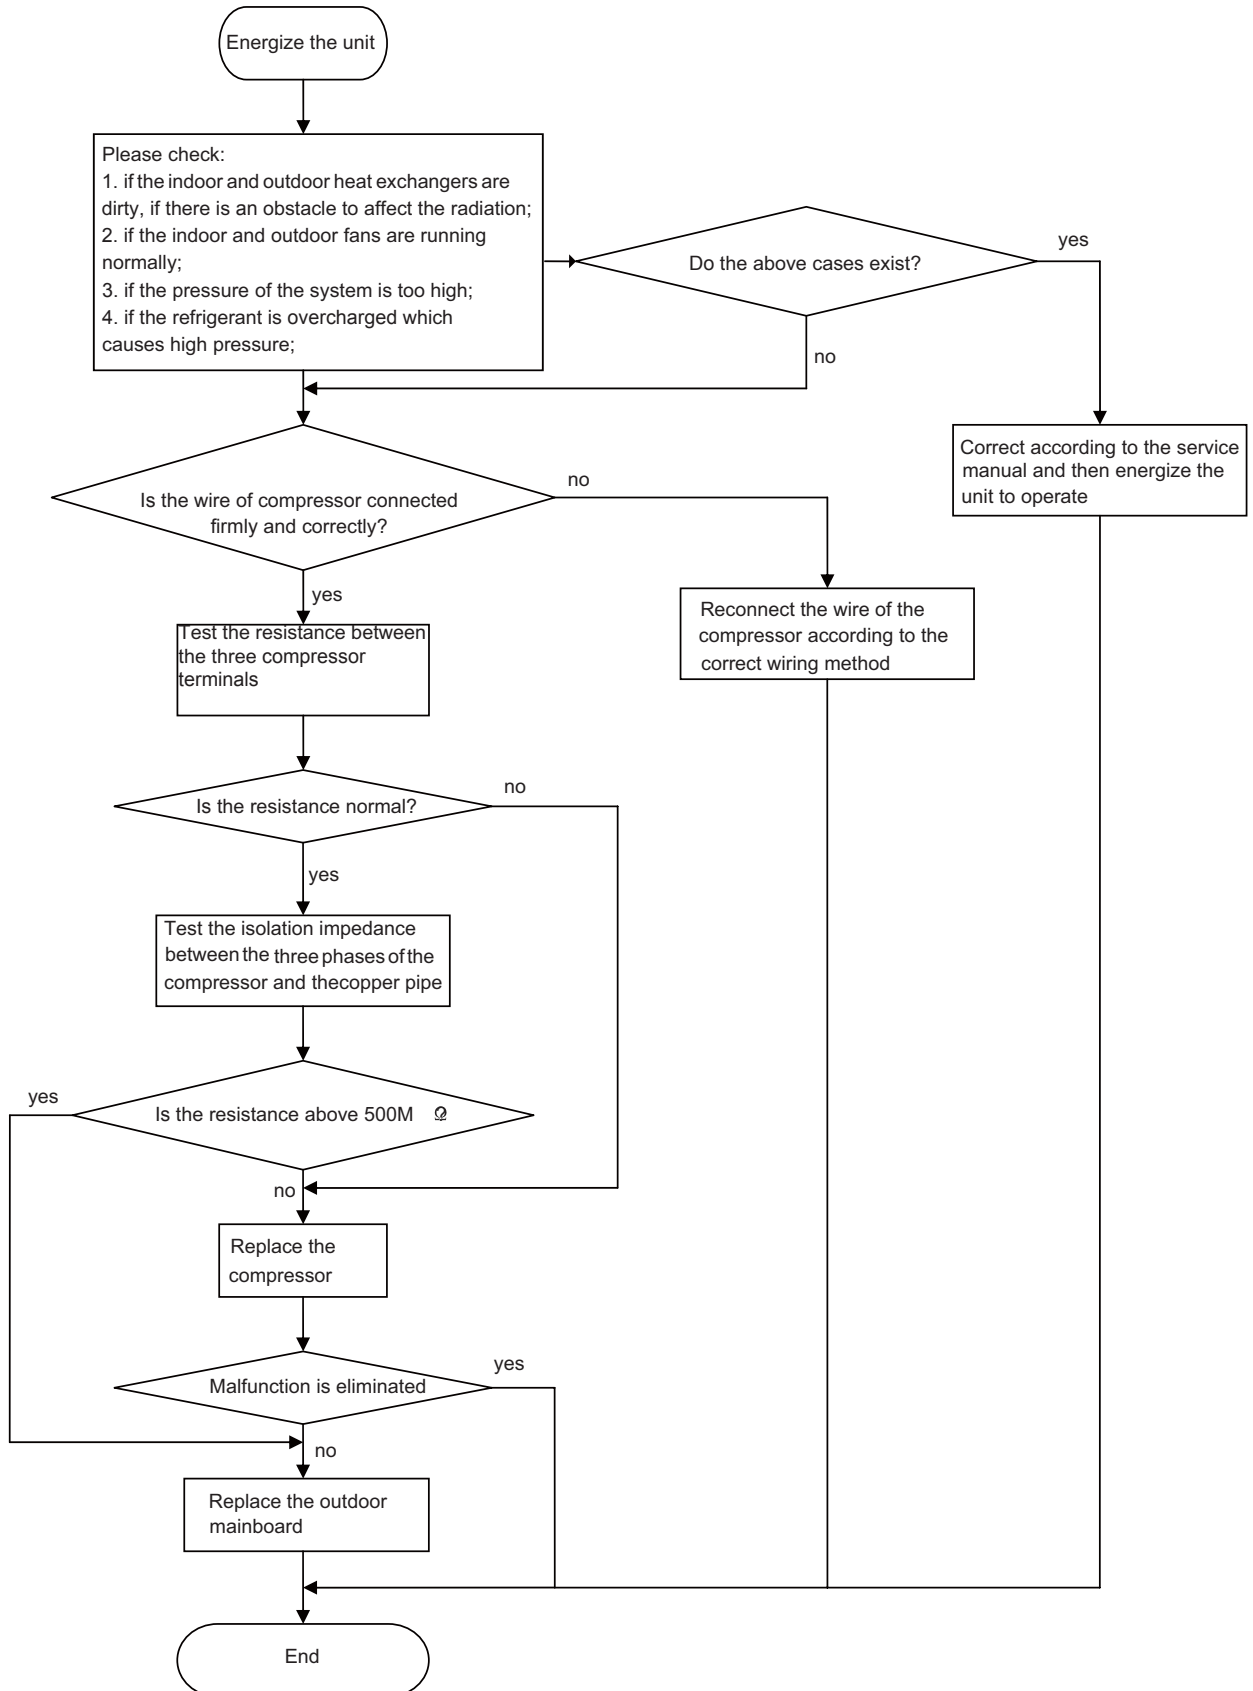 Energize the unit
Please check:
1. if the indoor and outdoor heat exchangers are
dirty, if there is an obstacle to affect the radiation;
2. if the indoor and outdoor fans are running
normally;
3. if the pressure of the system is too high;
4. if the refrigerant is overcharged which
causes high pressure;
Do the above cases exist?
yes
no
Correct according to the service
manual and then energize the
unit to operate
Is the wire of compressor connected
firmly and correctly?
no
yes
Reconnect the wire of the
compressor according to the
correct wiring method
Test the resistance between
the three compressor
terminals
Is the resistance normal?
no
yes
Test the isolation impedance
between the three phases of the
compressor and thecopper pipe
Is the resistance above 500M Ω
yes
no
Replace the
compressor
Malfunction is eliminated
yes
no
Replace the outdoor
mainboard
End